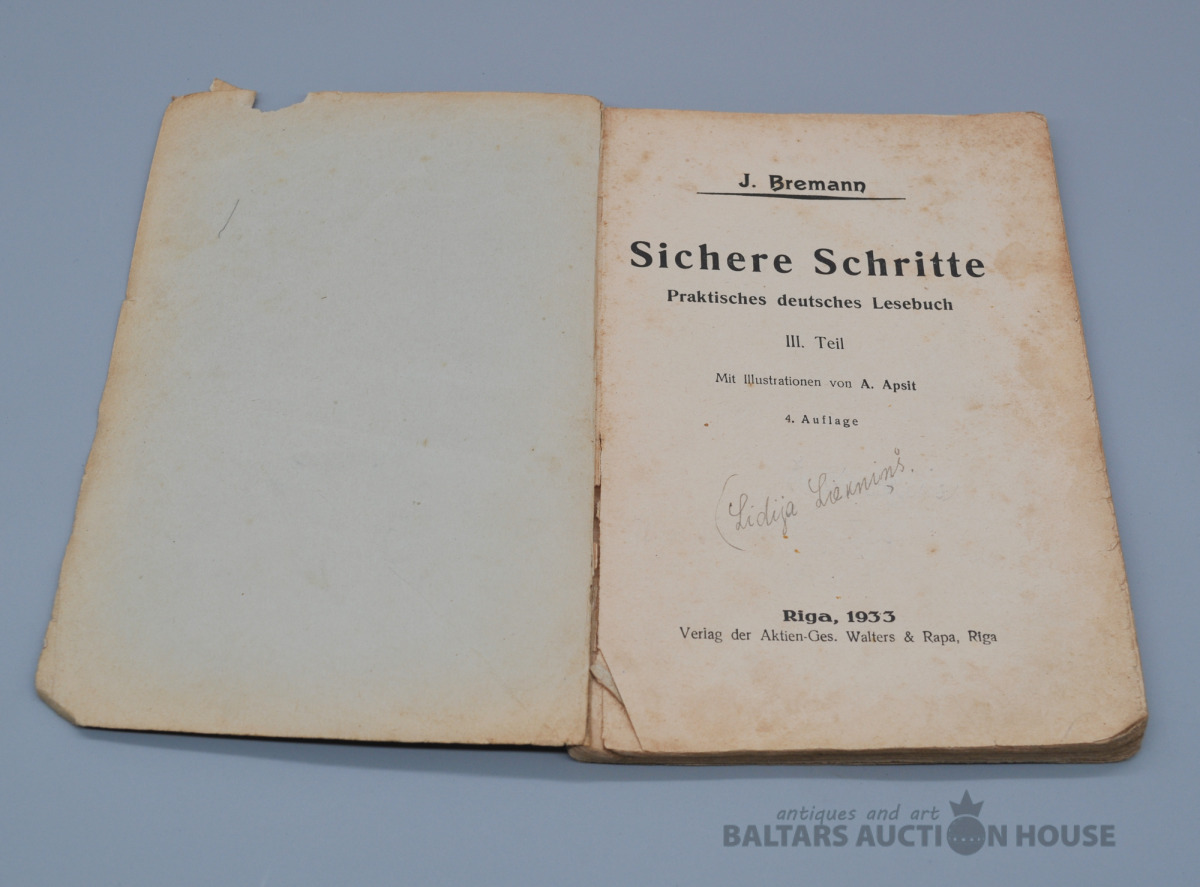 J. Bremann
Sichere Schritte
Praktisches deutsches Lesebuch
III. Teil
Mit Illustrationen von A. Apsit
4. Auflage
(Lidija
Riga, 1933
Verlag der Aktien-Ges. Walters & Rapa, Riga
antiques and art
BALTARS AUCTION HOUSE